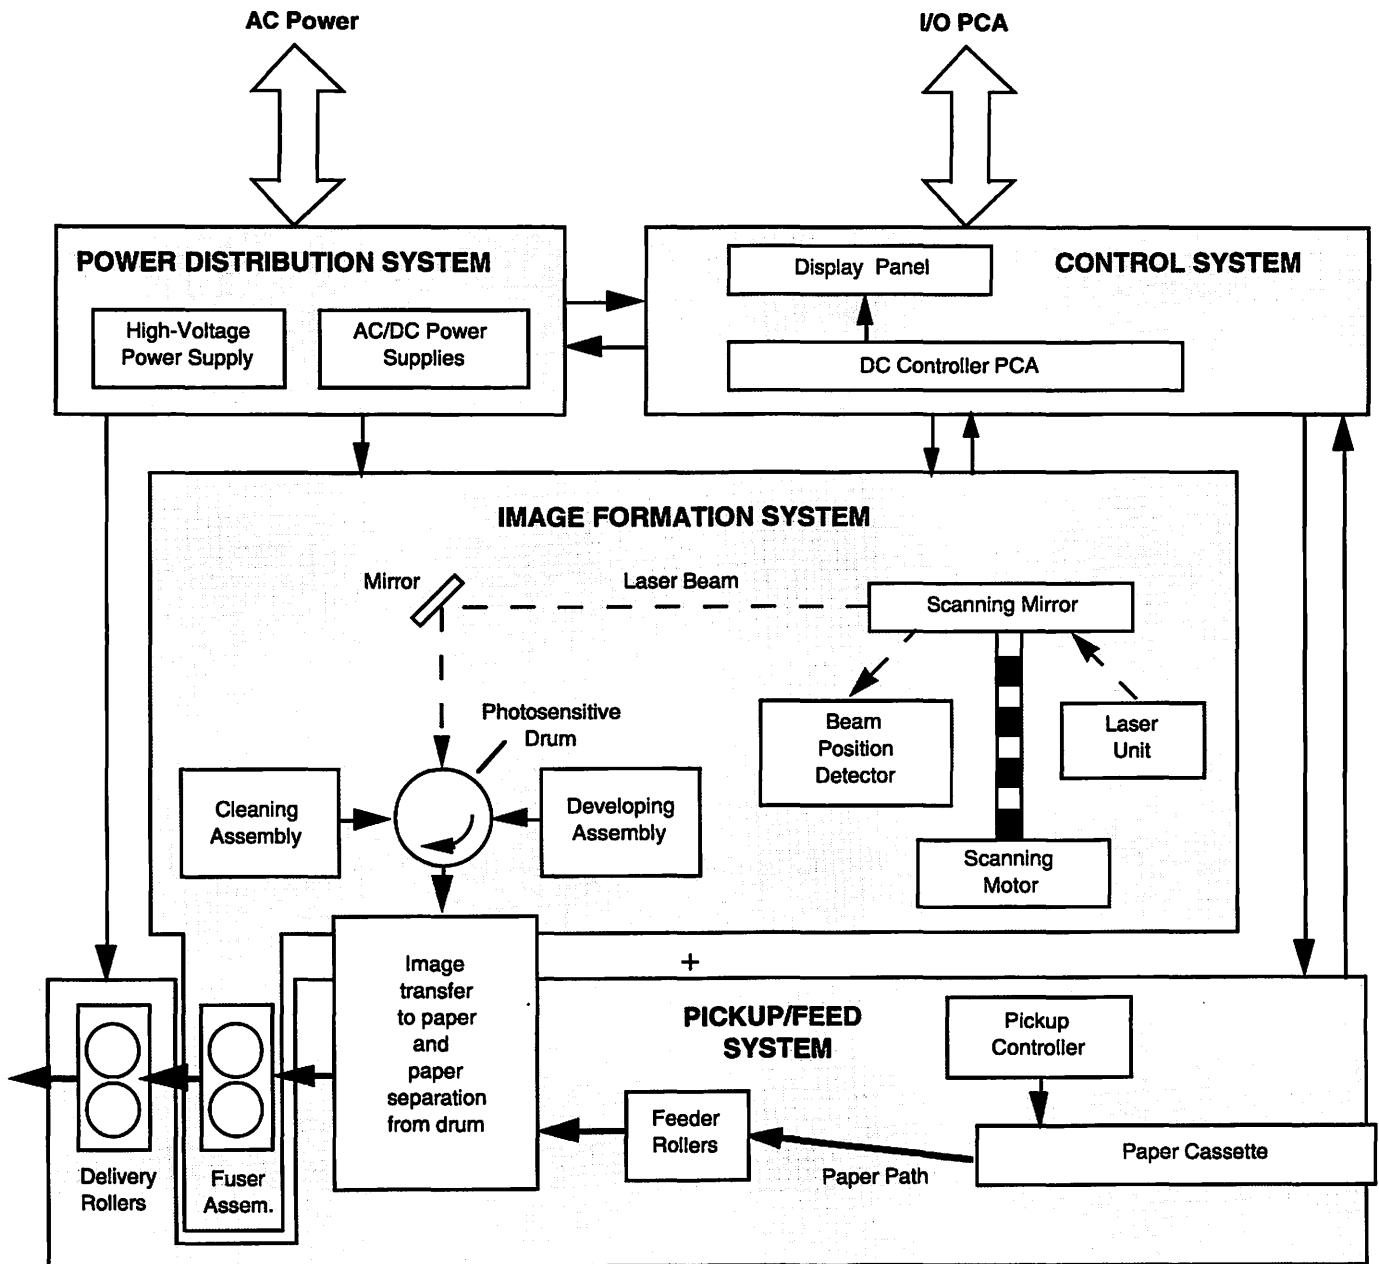 AC Power
I/O PCA
POWER DISTRIBUTION SYSTEM
High-Voltage
Power Supply
AC/DC Power
Supplies
Display Panel
CONTROL SYSTEM
DC Controller PCA
IMAGE FORMATION SYSTEM
Mirror
Laser Beam
Scanning Mirror
Photosensitive
Drum
Beam
Position
Detector
Laser
Unit
Cleaning
Assembly
Developing
Assembly
Scanning
Motor
+
Image
transfer
to paper
and
paper
separation
from drum
PICKUP/FEED
SYSTEM
Pickup
Controller
Feeder
Rollers
Paper Cassette
Paper Path
Delivery
Rollers
Fuser
Assem.